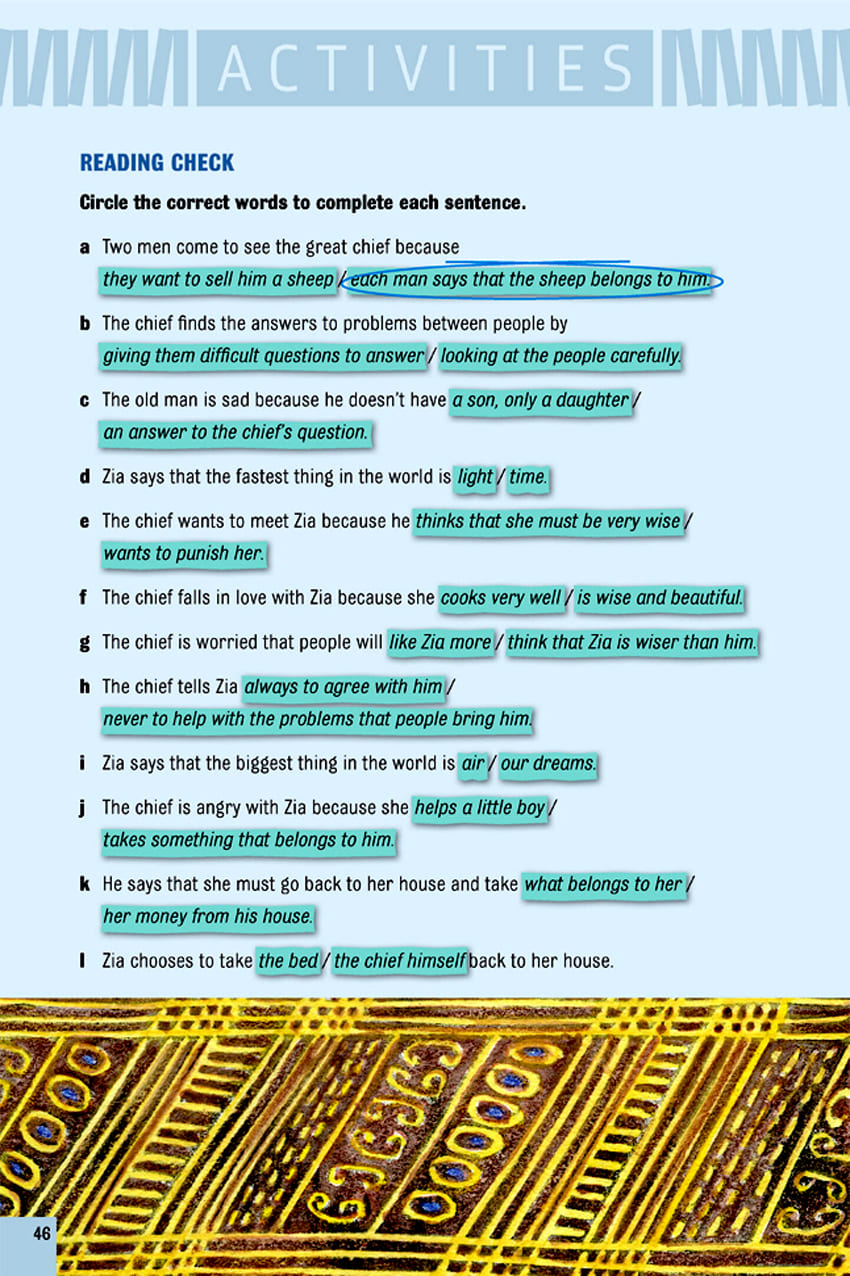 ACTIVITIES
READING CHECK
Circle the correct words to complete each sentence.
a Two men come to see the great chief because
they want to sell him a sheep / each man says that the sheep belongs to him.
b The chief finds the answers to problems between people by
giving them difficult questions to answer / looking at the people carefully.
c The old man is sad because he doesn't have a son, only a daughter /
an answer to the chief's question.
d Zia says that the fastest thing in the world is light / time.
e The chief wants to meet Zia because he thinks that she must be very wise /
wants to punish her.
f The chief falls in love with Zia because she cooks very well / is wise and beautiful.
g The chief is worried that people will like Zia more / think that Zia is wiser than him.
h The chief tells Zia always to agree with him /
never to help with the problems that people bring him.
i Zia says that the biggest thing in the world is air / our dreams.
j The chief is angry with Zia because she helps a little boy /
takes something that belongs to him.
k He says that she must go back to her house and take what belongs to her /
her money from his house.
l Zia chooses to take the bed / the chief himself back to her house.
46